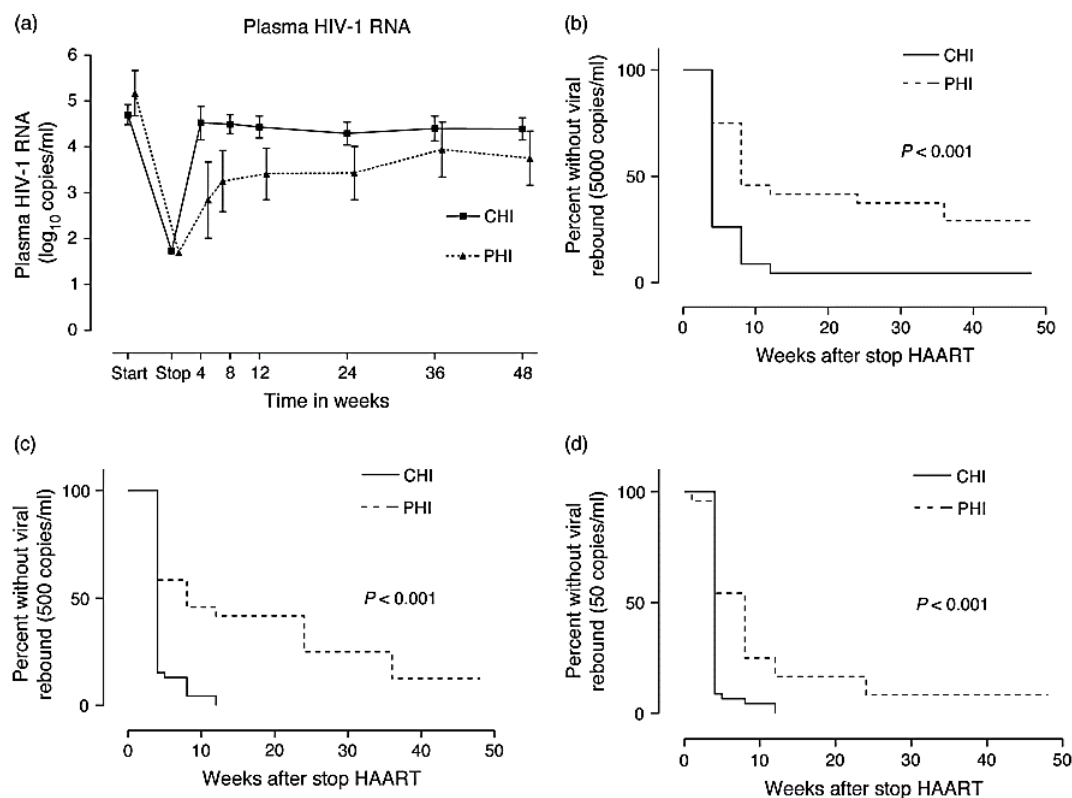 (a)
Plasma HIV-1 RNA
Plasma HIV-1 RNA
(log10 copies/ml)
6
5
4
3
2
1
0
CHI
PHI
Start Stop 4 8 12 24 36 48
Time in weeks
(b)
CHI
PHI
P < 0.001
Percent without viral
rebound (5000 copies/ml)
100
50
0
0 10 20 30 40 50
Weeks after stop HAART
(c)
CHI
PHI
P < 0.001
Percent without viral
rebound (500 copies/ml)
100
50
0
0 10 20 30 40 50
Weeks after stop HAART
(d)
CHI
PHI
P < 0.001
Percent without viral
rebound (50 copies/ml)
100
50
0
0 10 20 30 40 50
Weeks after stop HAART